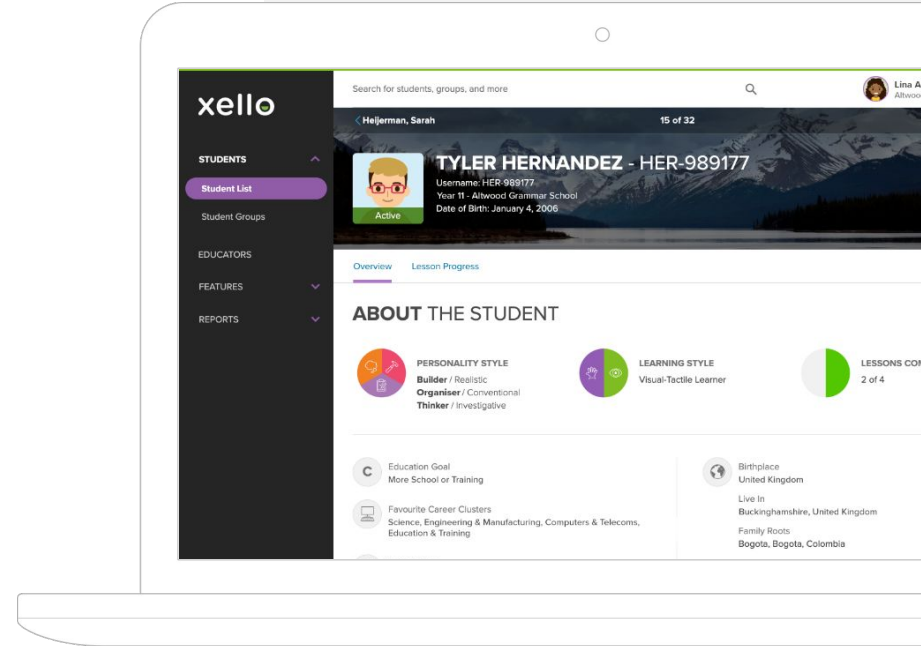 xello
Search for students, groups, and more
Lina A
Altwoo
Heijerman, Sarah
15 of 32
STUDENTS
Student List
Student Groups
EDUCATORS
FEATURES
REPORTS
TYLER HERNANDEZ - HER-989177
Username: HER-989177
Year 11 - Altwood Grammar School
Date of Birth: January 4, 2006
Active
Overview
Lesson Progress
ABOUT THE STUDENT
PERSONALITY STYLE
Builder / Realistic
Organiser / Conventional
Thinker / Investigative
LEARNING STYLE
Visual-Tactile Learner
LESSONS COM
2 of 4
C
Education Goal
More School or Training
Favourite Career Clusters
Science, Engineering & Manufacturing, Computers & Telecoms,
Education & Training
Birthplace
United Kingdom
Live In
Buckinghamshire, United Kingdom
Family Roots
Bogota, Bogota, Colombia